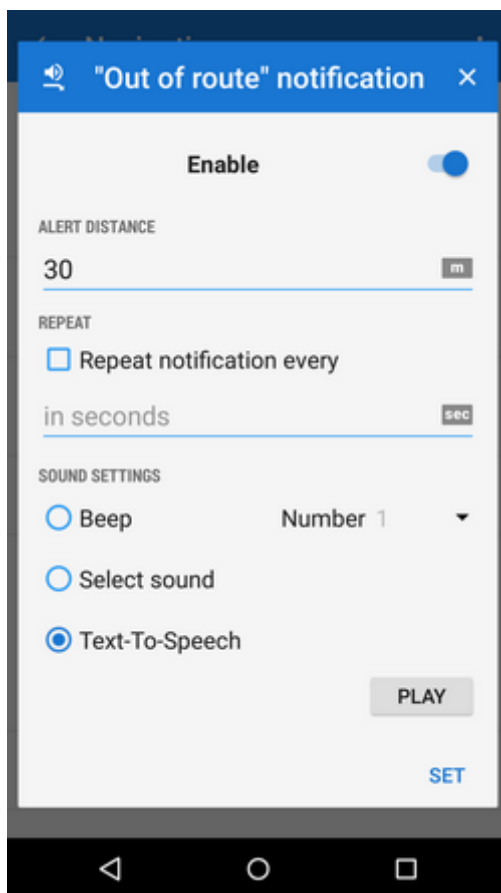 "Out of route" notification
Enable
ALERT DISTANCE
30 m
REPEAT
Repeat notification every
in seconds sec
SOUND SETTINGS
Beep Number 1
Select sound
Text-To-Speech
PLAY
SET